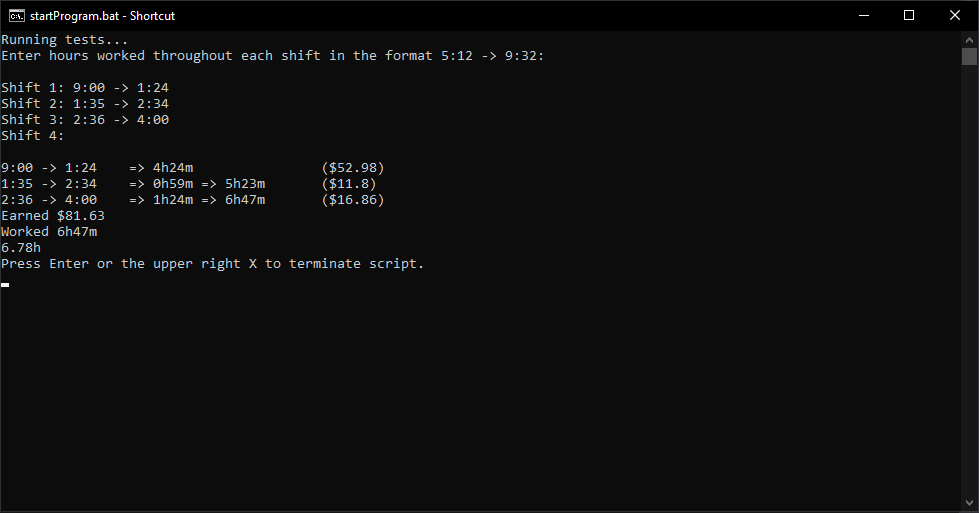 startProgram.bat - Shortcut
Running tests...
Enter hours worked throughout each shift in the format 5:12 -> 9:32:
Shift 1: 9:00 -> 1:24
Shift 2: 1:35 -> 2:34
Shift 3: 2:36 -> 4:00
Shift 4:
9:00 -> 1:24    => 4h24m                ($52.98)
1:35 -> 2:34    => 0h59m => 5h23m       ($11.8)
2:36 -> 4:00    => 1h24m => 6h47m       ($16.86)
Earned $81.63
Worked 6h47m
6.78h
Press Enter or the upper right X to terminate script.